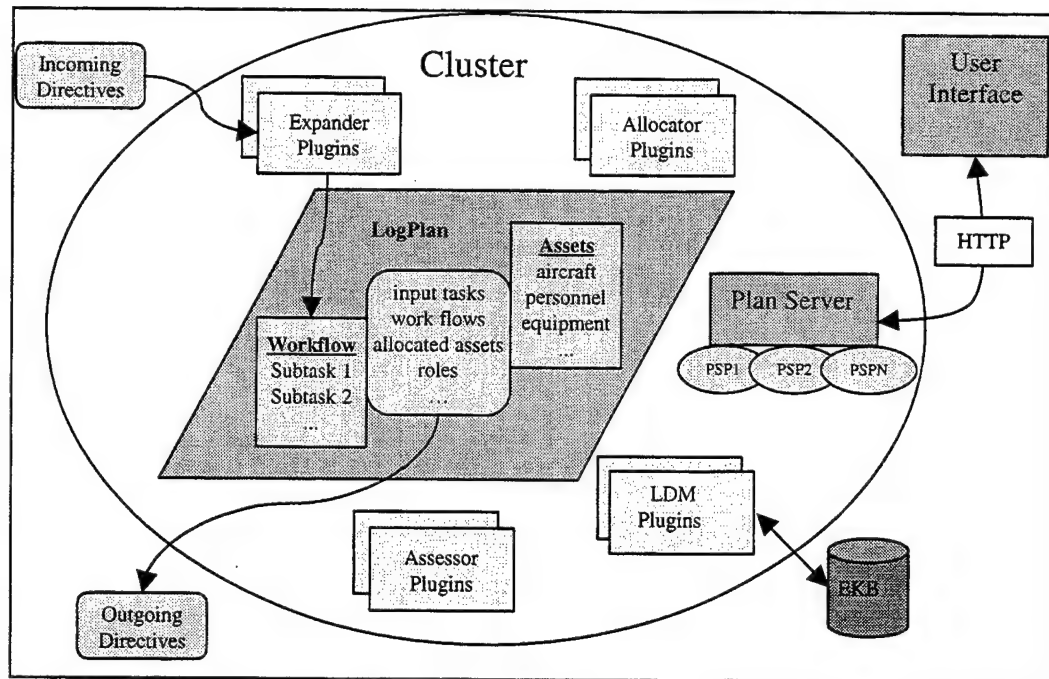 Incoming
Directives
Cluster
Expander
Plugins
Allocator
Plugins
User
Interface
HTTP
LogPlan
Assets
aircraft
personnel
equipment
...
input tasks
work flows
allocated assets
roles
...
Workflow
Subtask 1
Subtask 2
...
Plan Server
PSP1
PSP2
PSPN
LDM
Plugins
Assessor
Plugins
EKB
Outgoing
Directives